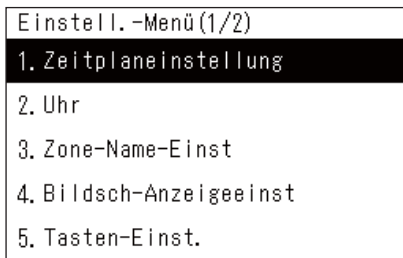 Einstell.-Menü(1/2)
1. Zeitplaneinstellung
2. Uhr
3. Zone-Name-Einst
4. Bildsch-Anzeigeeinst
5. Tasten-Einst.